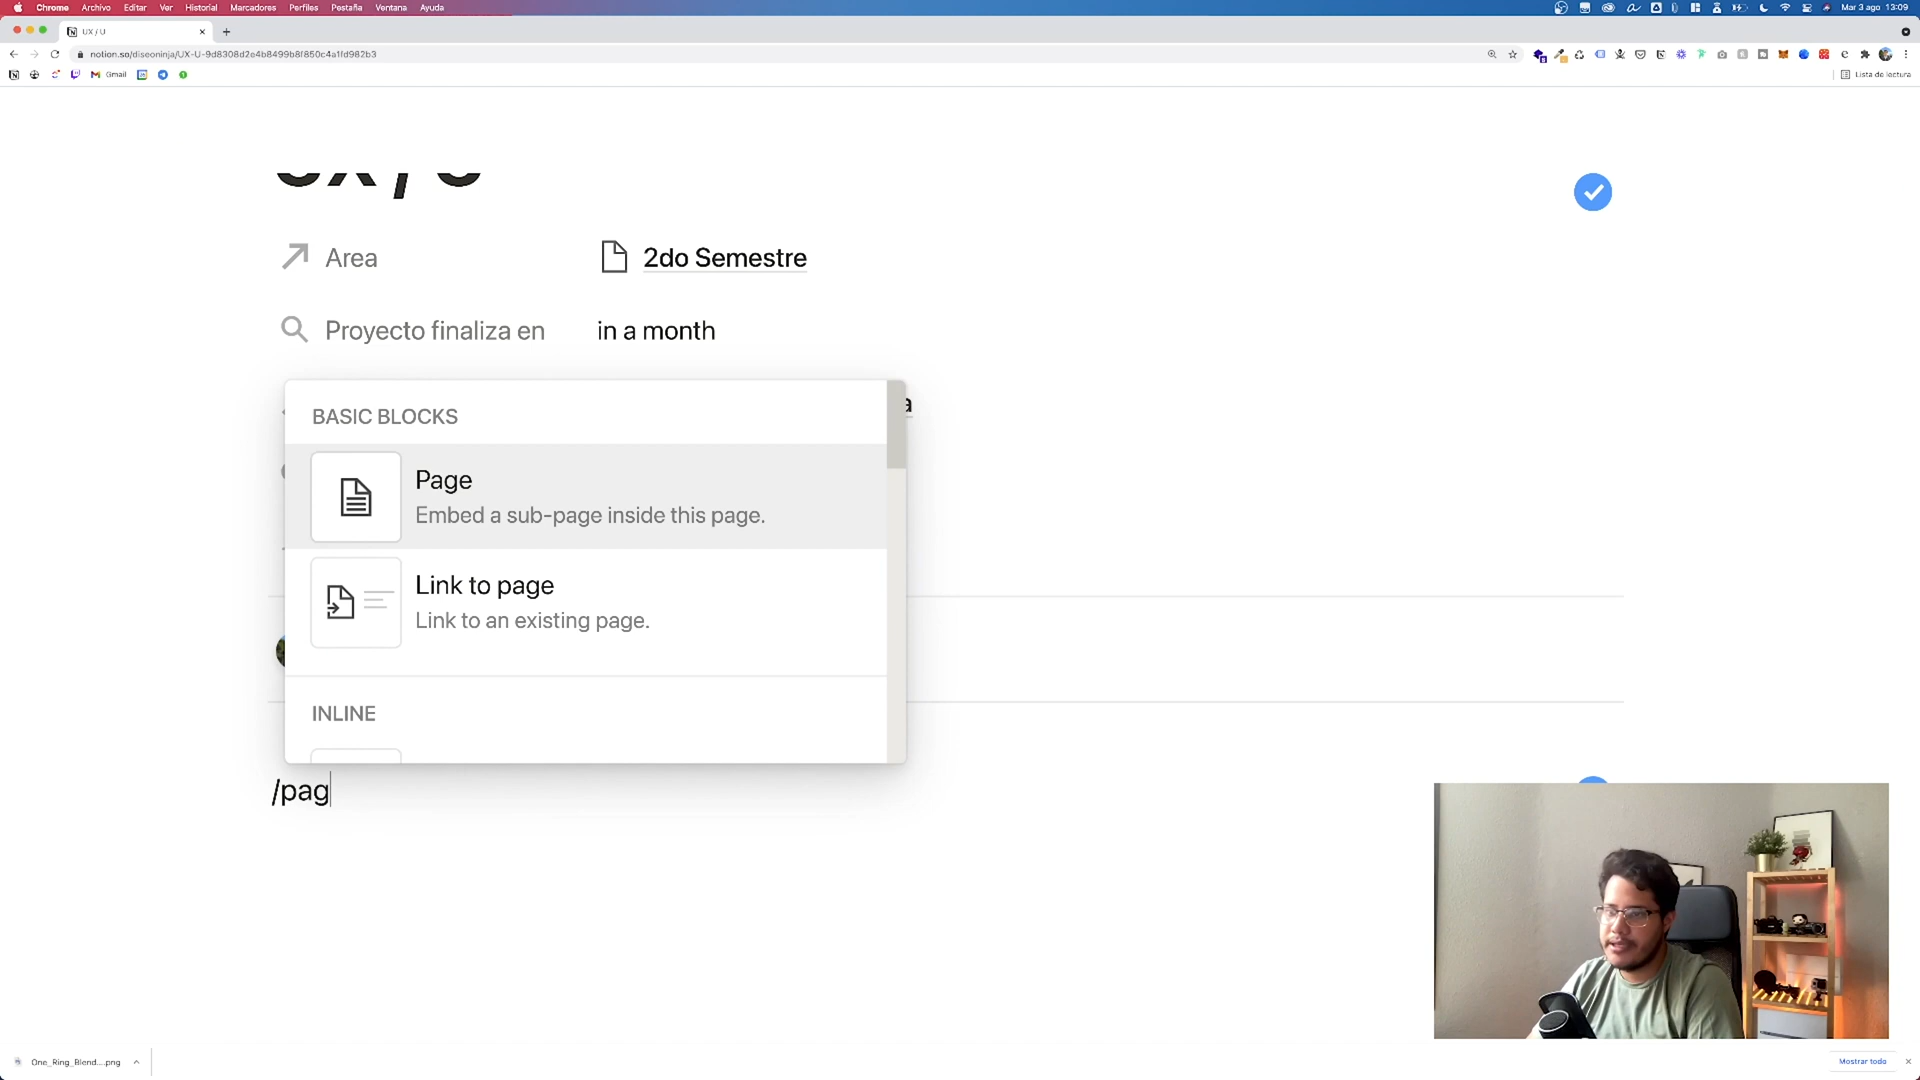 Chrome Archivo Editar Ver Historial Marcadores Perfiles Pestaña Ventana Ayuda
Mar 3 ago 13:09
UX / U
notion.so/diseoninja/UX-U-9d8308d2e4b8499b8f850c4a1fd982b3
Gmail
Lista de lectura
UX / U
Area
2do Semestre
Proyecto finaliza en
in a month
a
BASIC BLOCKS
Page
Embed a sub-page inside this page.
Link to page
Link to an existing page.
INLINE
/pag
One_Ring_Blend....png
Mostrar todo